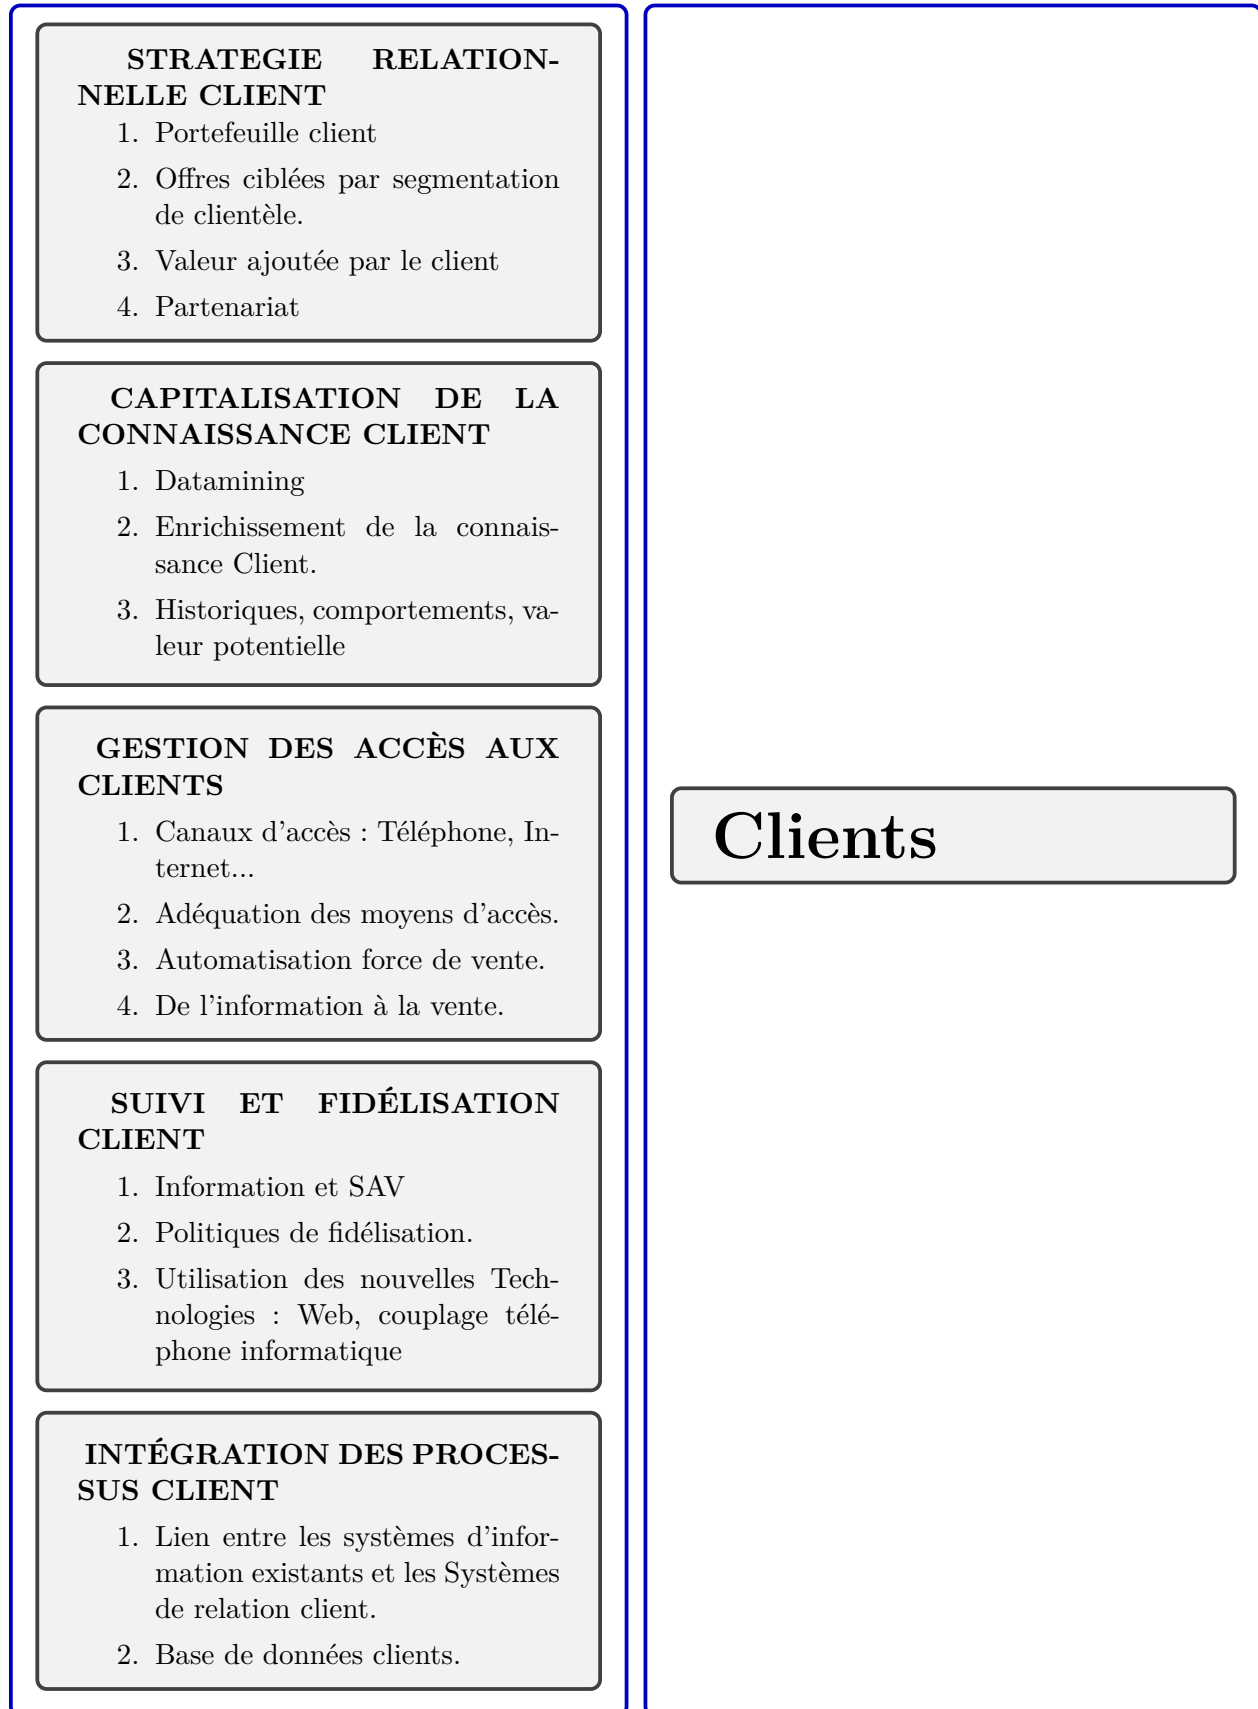 STRATEGIE RELATION-
NELLE CLIENT
1. Portefeuille client
2. Offres ciblées par segmentation
de clientèle.
3. Valeur ajoutée par le client
4. Partenariat
CAPITALISATION DE LA
CONNAISSANCE CLIENT
1. Datamining
2. Enrichissement de la connais-
sance Client.
3. Historiques, comportements, va-
leur potentielle
GESTION DES ACCÈS AUX
CLIENTS
1. Canaux d'accès : Téléphone, In-
ternet...
2. Adéquation des moyens d'accès.
3. Automatisation force de vente.
4. De l'information à la vente.
SUIVI ET FIDÉLISATION
CLIENT
1. Information et SAV
2. Politiques de fidélisation.
3. Utilisation des nouvelles Tech-
nologies : Web, couplage télé-
phone informatique
INTÉGRATION DES PROCES-
SUS CLIENT
1. Lien entre les systèmes d'infor-
mation existants et les Systèmes
de relation client.
2. Base de données clients.
Clients